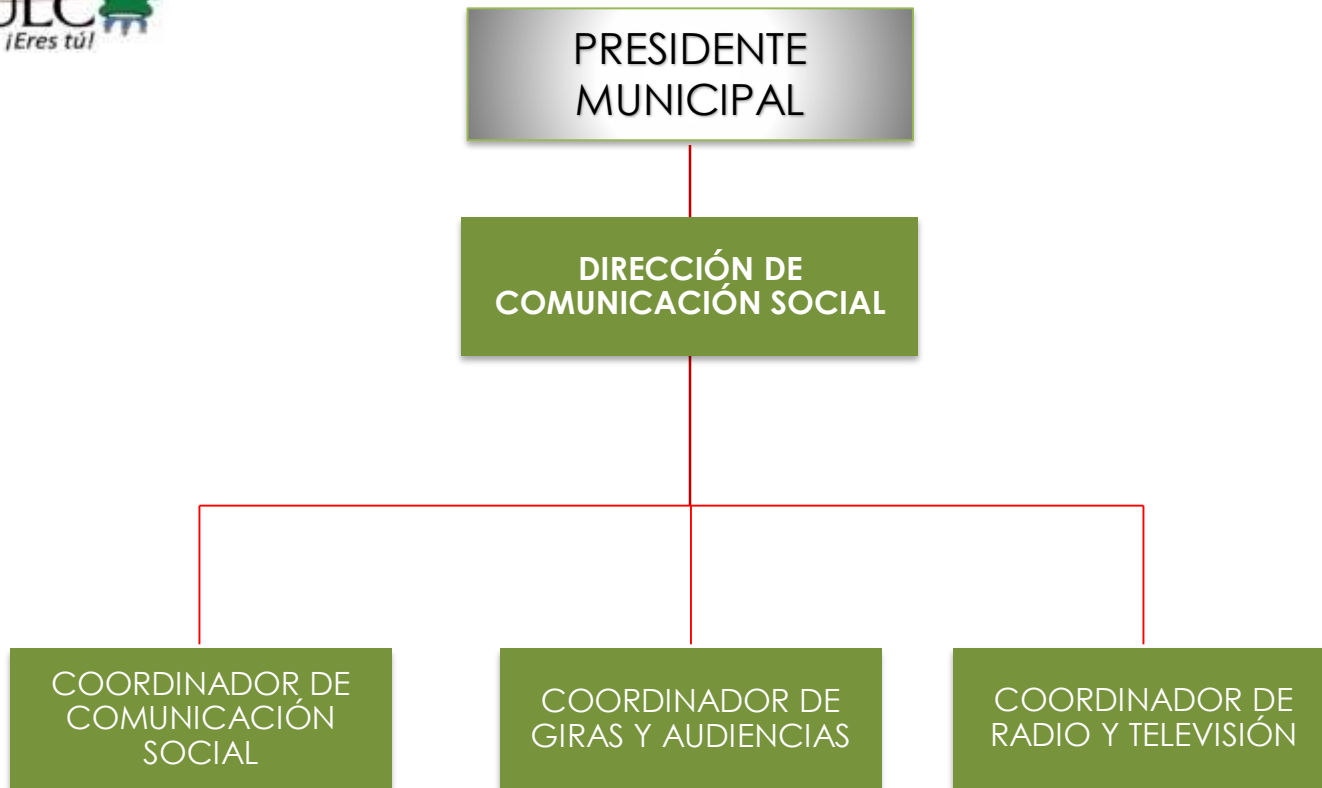 ¡Eres tú!
PRESIDENTE
MUNICIPAL
DIRECCIÓN DE
COMUNICACIÓN SOCIAL
COORDINADOR DE
COMUNICACIÓN
SOCIAL
COORDINADOR DE
GIRAS Y AUDIENCIAS
COORDINADOR DE
RADIO Y TELEVISIÓN